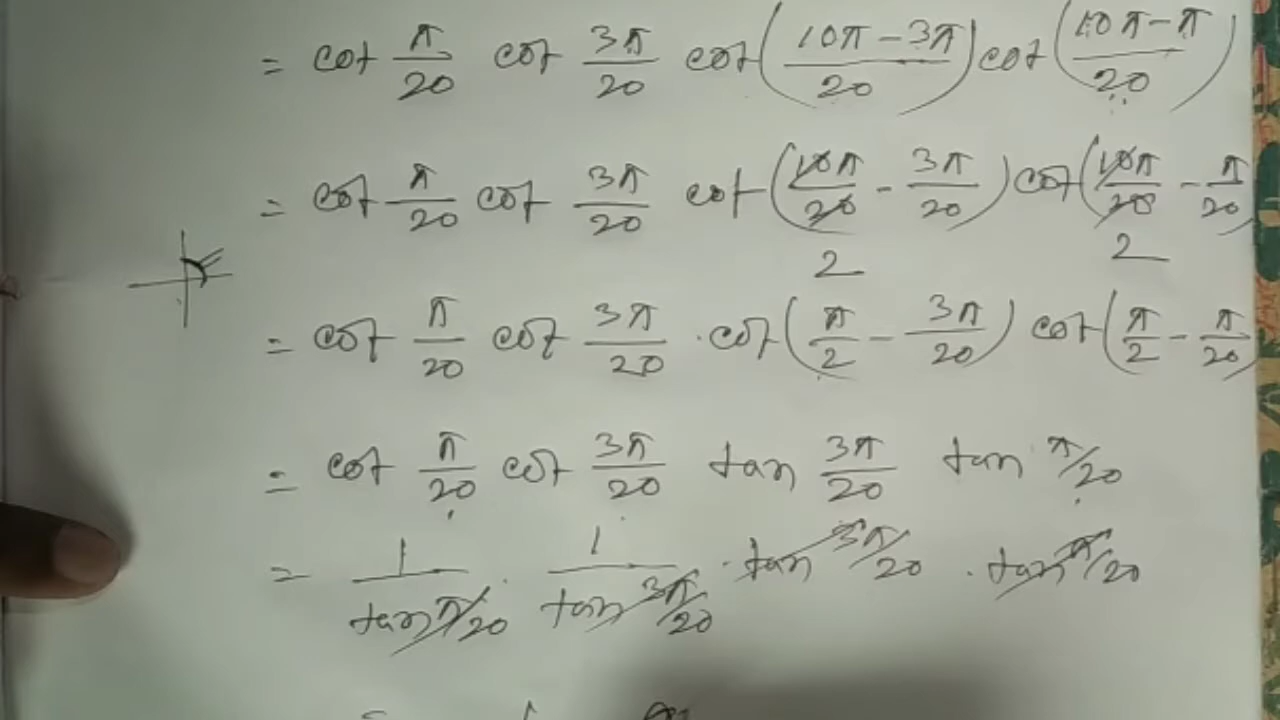 = cot π/20 cot 3π/20 cot((10π-3π)/20) cot((10π-π)/20)
= cot π/20 cot 3π/20 cot(10π/20 - 3π/20) cot(10π/20 - π/20)
2 2
= cot π/20 cot 3π/20 · cot(π/2 - 3π/20) cot(π/2 - π/20)
= cot π/20 cot 3π/20 tan 3π/20 tan π/20
= 1/(tan π/20) · 1/(tan 3π/20) · tan 3π/20 · tan π/20